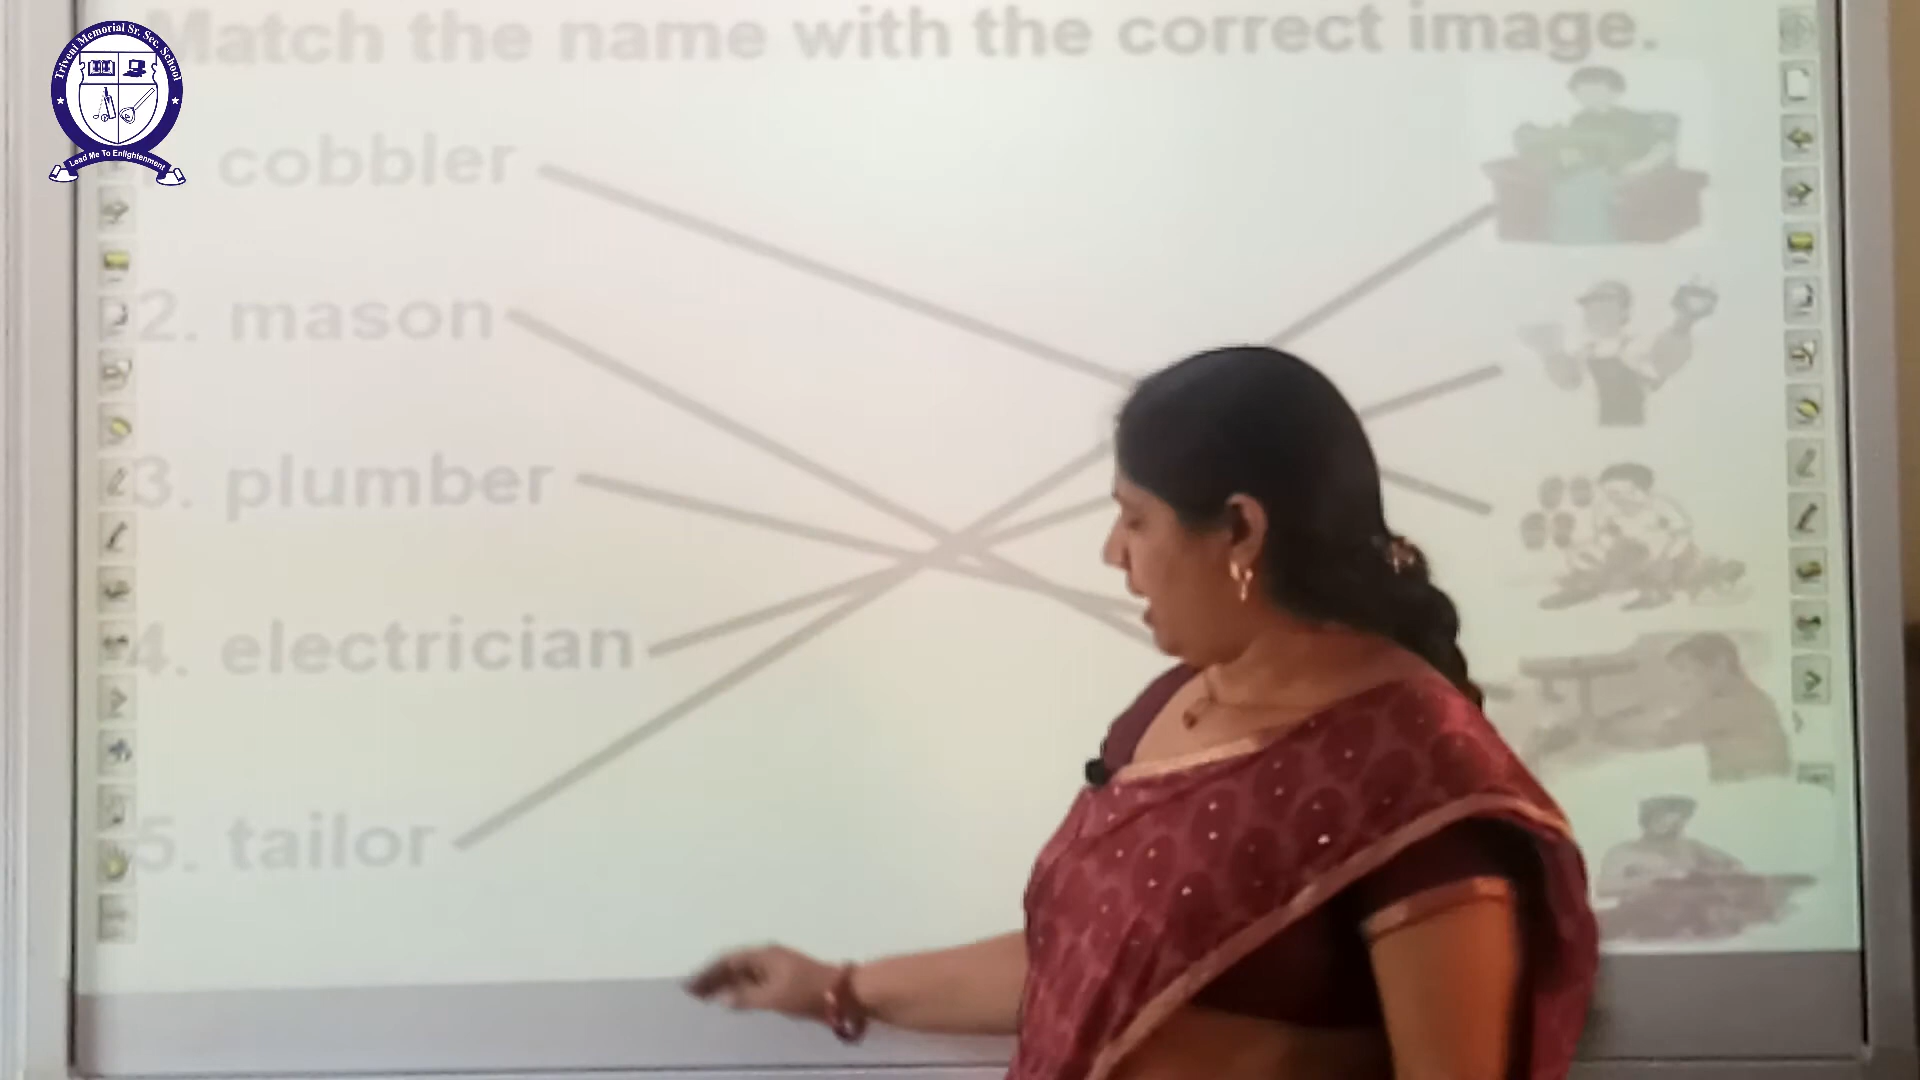 Match the name with the correct image.
Triveni Memorial Sr. Sec. School
Lead Me To Enlightenment
cobbler
2. mason
3. plumber
4. electrician
5. tailor